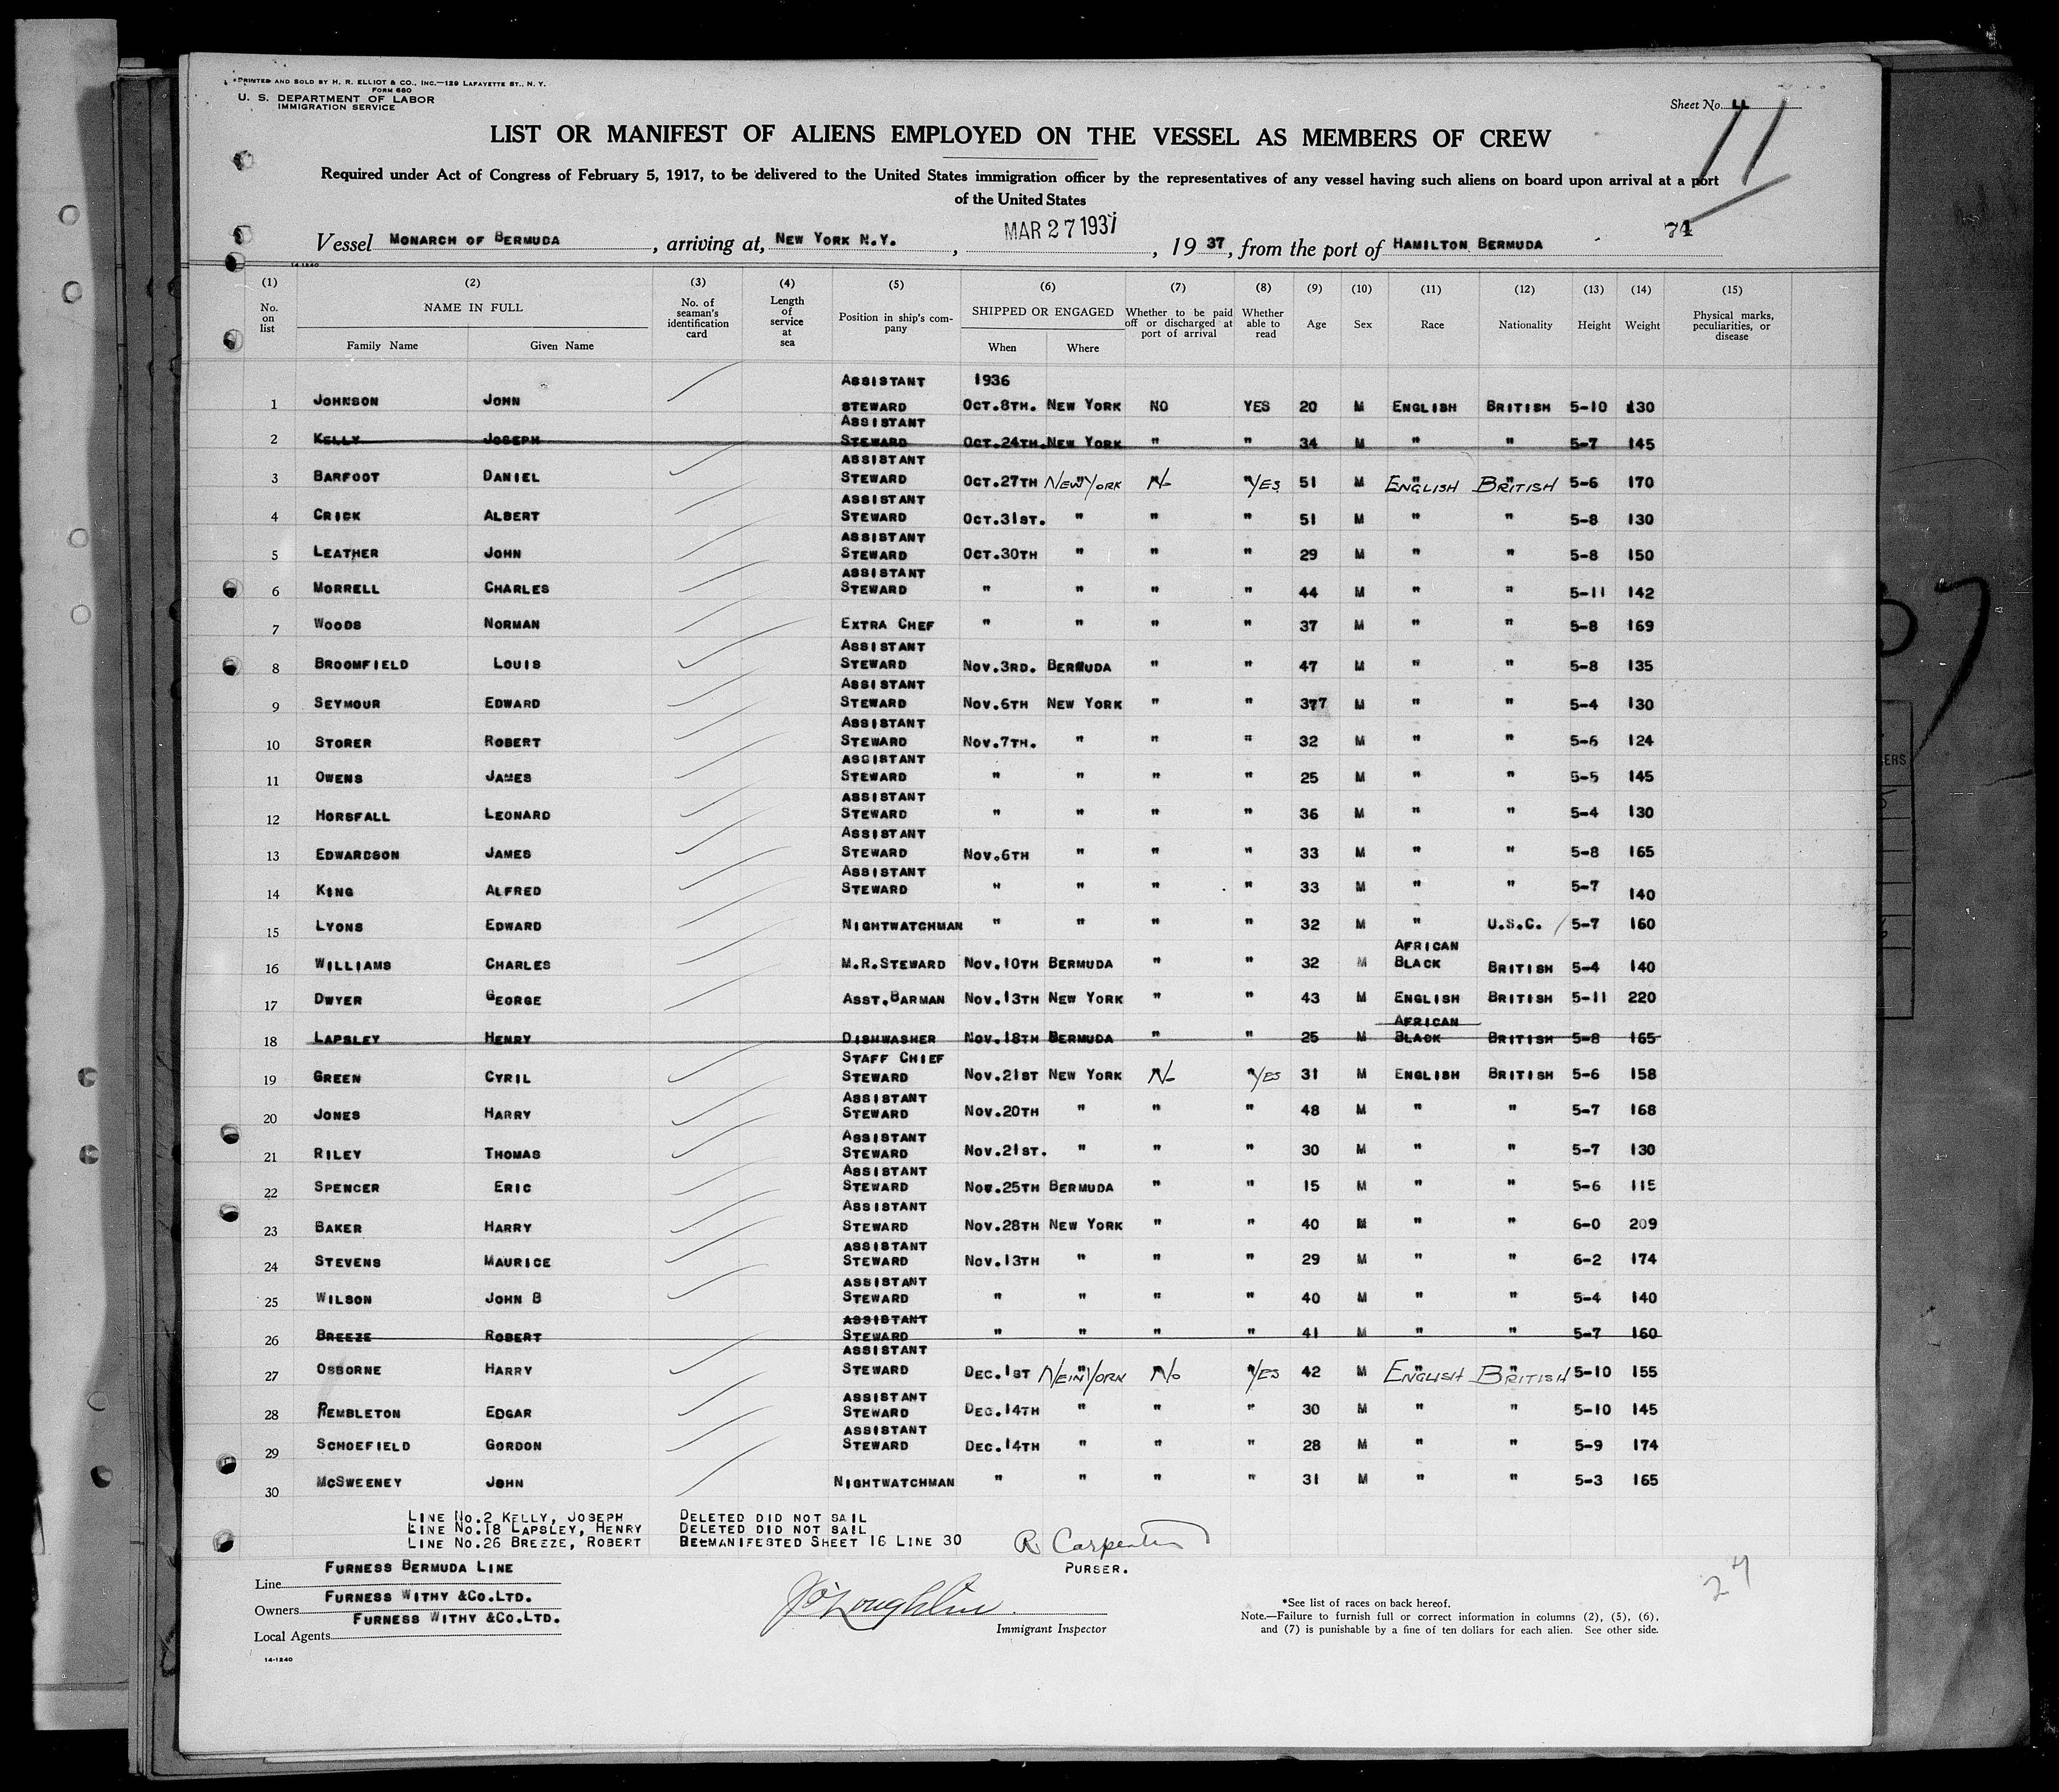 PRINTED AND SOLD BY H. R. ELLIOT & CO., INC.—129 LAFAYETTE ST., N. Y.
FORM 680
U. S. DEPARTMENT OF LABOR
IMMIGRATION SERVICE
Sheet No. LL
11
LIST OR MANIFEST OF ALIENS EMPLOYED ON THE VESSEL AS MEMBERS OF CREW
Required under Act of Congress of February 5, 1917, to be delivered to the United States immigration officer by the representatives of any vessel having such aliens on board upon arrival at a port
of the United States
74
Vessel MONARCH OF BERMUDA, arriving at, NEW YORK N.Y., MAR 27 1937, 19 37, from the port of HAMILTON BERMUDA
14-1240
(1) (2) (3) (4) (5) (6) (7) (8) (9) (10) (11) (12) (13) (14) (15)
No. on list NAME IN FULL Family Name Given Name No. of seaman's identification card Length of service at sea Position in ship's company SHIPPED OR ENGAGED When Where Whether to be paid off or discharged at port of arrival Whether able to read Age Sex Race Nationality Height Weight Physical marks, peculiarities, or disease
1 JOHNSON JOHN ASSISTANT STEWARD 1936 OCT.8TH. NEW YORK NO YES 20 M ENGLISH BRITISH 5-10 130
2 KELLY JOSEPH ASSISTANT STEWARD OCT.24TH. NEW YORK " " 34 M " " 5-7 145
3 BARFOOT DANIEL ASSISTANT STEWARD OCT.27TH NEW YORK No YES 51 M ENGLISH BRITISH 5-6 170
4 CRICK ALBERT ASSISTANT STEWARD OCT.31ST. " " " 51 M " " 5-8 130
5 LEATHER JOHN ASSISTANT STEWARD OCT.30TH " " " 29 M " " 5-8 150
6 MORRELL CHARLES ASSISTANT STEWARD " " " " 44 M " " 5-11 142
7 WOODS NORMAN EXTRA CHEF " " " " 37 M " " 5-8 169
8 BROOMFIELD LOUIS ASSISTANT STEWARD NOV.3RD. BERMUDA " " 47 M " " 5-8 135
9 SEYMOUR EDWARD ASSISTANT STEWARD NOV.6TH NEW YORK " " 377 M " " 5-4 130
10 STORER ROBERT ASSISTANT STEWARD NOV.7TH. " " " 32 M " " 5-6 124
11 OWENS JAMES ASSISTANT STEWARD " " " " 25 M " " 5-5 145
12 HORSFALL LEONARD ASSISTANT STEWARD " " " " 36 M " " 5-4 130
13 EDWARDSON JAMES ASSISTANT STEWARD NOV.6TH " " " 33 M " " 5-8 165
14 KING ALFRED ASSISTANT STEWARD " " " " 33 M " " 5-7 140
15 LYONS EDWARD NIGHTWATCHMAN " " " " 32 M " U.S.C. 5-7 160
16 WILLIAMS CHARLES M.R.STEWARD NOV.10TH BERMUDA " " 32 M AFRICAN BLACK BRITISH 5-4 140
17 DWYER GEORGE ASST.BARMAN NOV.13TH NEW YORK " " 43 M ENGLISH BRITISH 5-11 220
18 LAPSLEY HENRY DISHWASHER NOV.18TH BERMUDA " " 25 M AFRICAN BLACK BRITISH 5-8 165
19 GREEN CYRIL STAFF CHIEF STEWARD NOV.21ST NEW YORK No YES 31 M ENGLISH BRITISH 5-6 158
20 JONES HARRY ASSISTANT STEWARD NOV.20TH " " " 48 M " " 5-7 168
21 RILEY THOMAS ASSISTANT STEWARD NOV.21ST. " " " 30 M " " 5-7 130
22 SPENCER ERIC ASSISTANT STEWARD NOV.25TH BERMUDA " " 15 M " " 5-6 115
23 BAKER HARRY ASSISTANT STEWARD NOV.28TH NEW YORK " " 40 M " " 6-0 209
24 STEVENS MAURICE ASSISTANT STEWARD NOV.13TH " " " 29 M " " 6-2 174
25 WILSON JOHN B ASSISTANT STEWARD " " " " 40 M " " 5-4 140
26 BREEZE ROBERT ASSISTANT STEWARD " " " " 41 M " " 5-7 160
27 OSBORNE HARRY ASSISTANT STEWARD DEC.1ST NEW YORK No YES 42 M ENGLISH BRITISH 5-10 155
28 PEMBLETON EDGAR ASSISTANT STEWARD DEC.14TH " " " 30 M " " 5-10 145
29 SCHOEFIELD GORDON ASSISTANT STEWARD DEC.14TH " " " 28 M " " 5-9 174
30 MCSWEENEY JOHN NIGHTWATCHMAN " " " " 31 M " " 5-3 165
LINE NO.2 KELLY, JOSEPH DELETED DID NOT SAIL
LINE NO.18 LAPSLEY, HENRY DELETED DID NOT SAIL
LINE NO.26 BREEZE, ROBERT MANIFESTED SHEET 16 LINE 30
R Carpenter
PURSER.
24
Line FURNESS BERMUDA LINE
Owners FURNESS WITHY &CO.LTD.
Local Agents FURNESS WITHY &CO.LTD.
J O'Loughlin
Immigrant Inspector
*See list of races on back hereof.
Note.—Failure to furnish full or correct information in columns (2), (5), (6),
and (7) is punishable by a fine of ten dollars for each alien. See other side.
14-1240
7
ERS